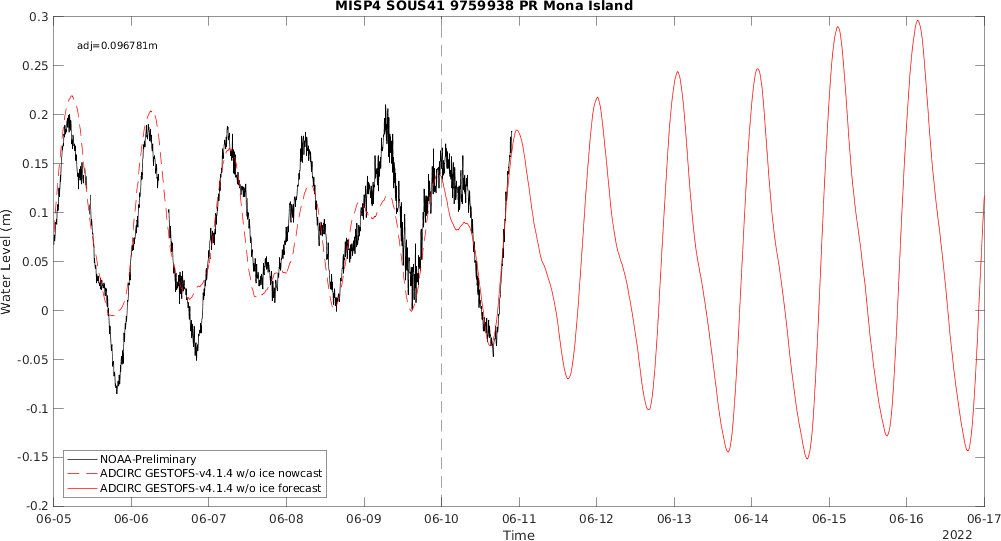 MISP4 SOUS41 9759938 PR Mona Island
adj=0.096781m
0.3
0.25
0.2
0.15
0.1
0.05
0
-0.05
-0.1
-0.15
-0.2
Water Level (m)
NOAA-Preliminary
ADCIRC GESTOFS-v4.1.4 w/o ice nowcast
ADCIRC GESTOFS-v4.1.4 w/o ice forecast
06-05 06-06 06-07 06-08 06-09 06-10 06-11 06-12 06-13 06-14 06-15 06-16 06-17
Time
2022